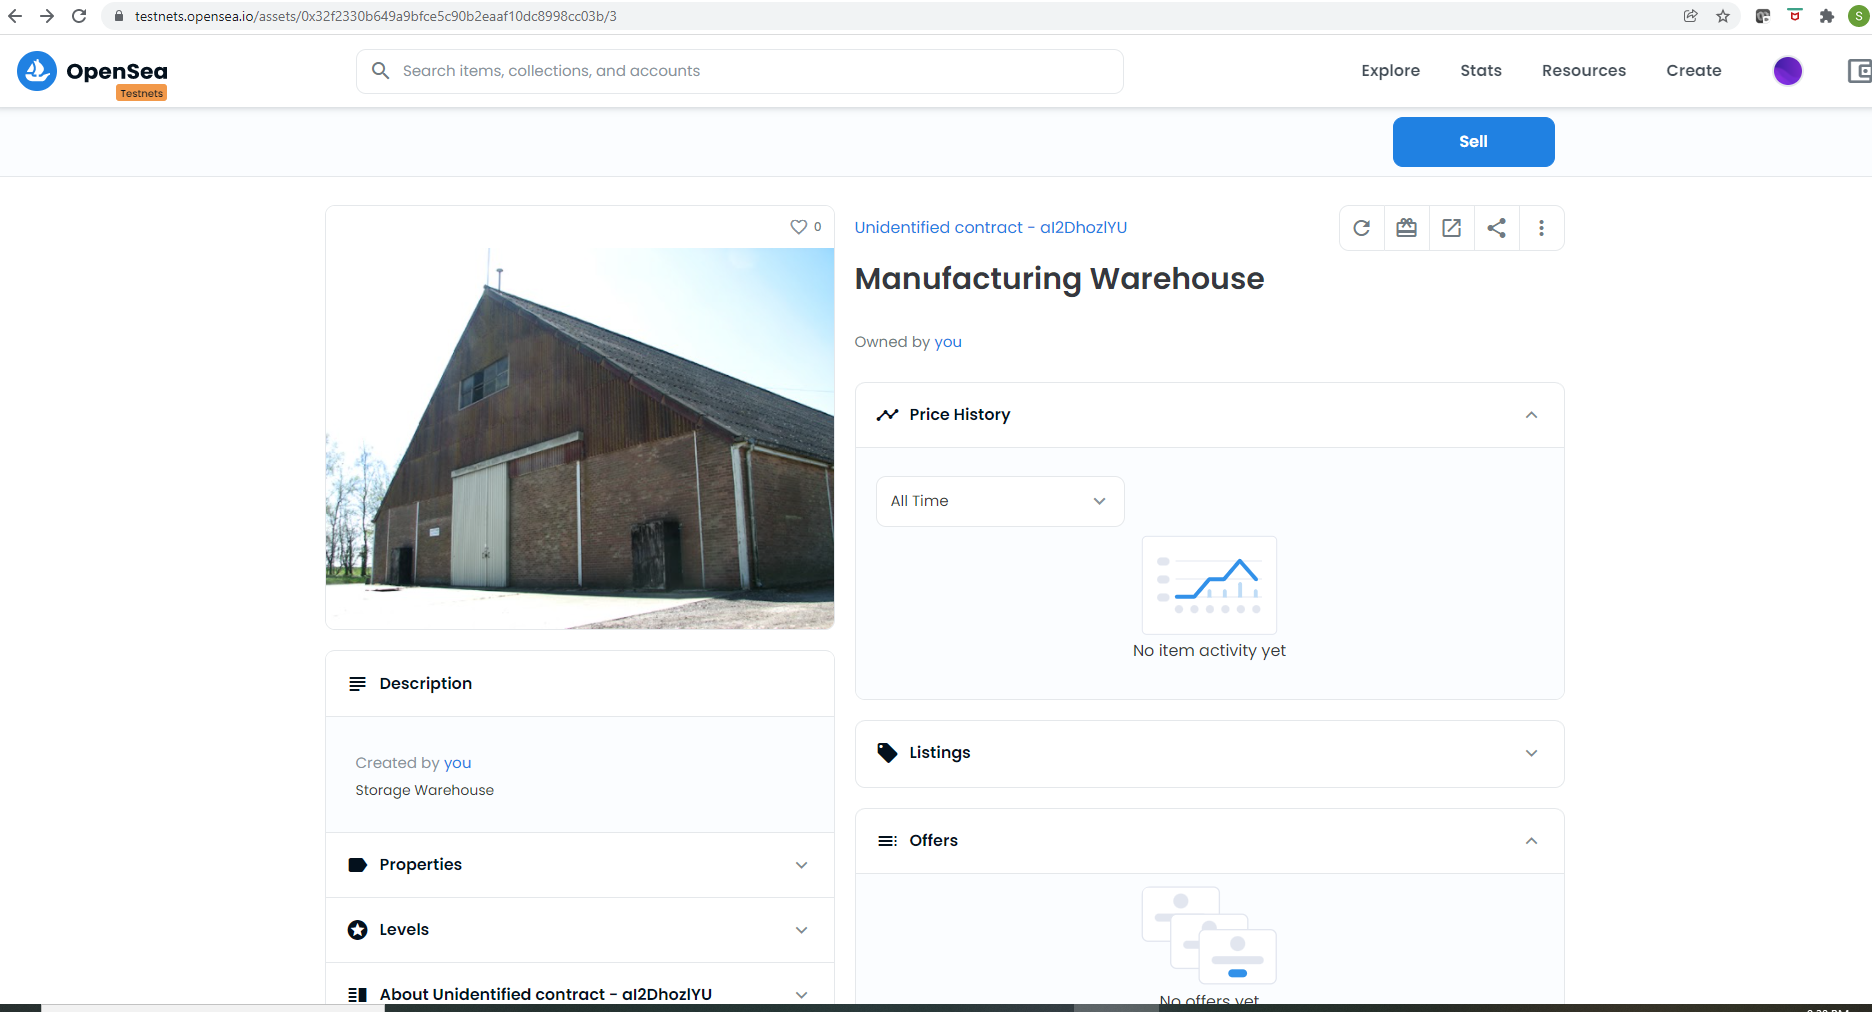 testnets.opensea.io/assets/0x32f2330b649a9bfce5c90b2eaaf10dc8998cc03b/3
S
OpenSea
Testnets
Search items, collections, and accounts
Explore
Stats
Resources
Create
Sell
0
Unidentified contract - aI2DhozlYU
Manufacturing Warehouse
Owned by you
Price History
All Time
No item activity yet
Description
Created by you
Storage Warehouse
Listings
Offers
Properties
Levels
About Unidentified contract - aI2DhozlYU
No offers yet